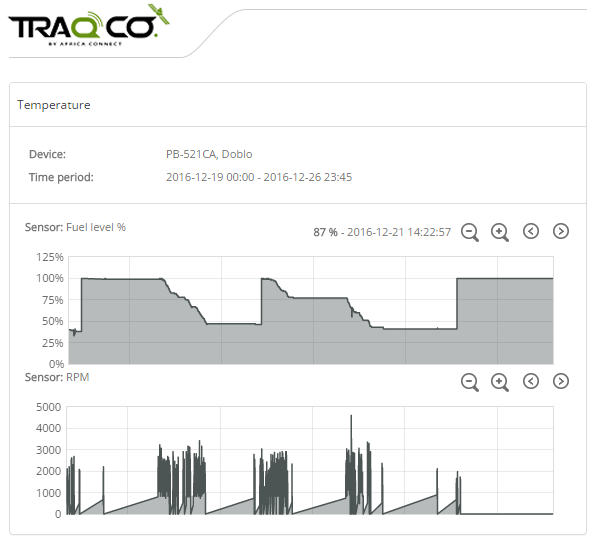 TRAQCO.
BY AFRICA CONNECT
Temperature
Device: PB-521CA, Doblo
Time period: 2016-12-19 00:00 - 2016-12-26 23:45
Sensor: Fuel level % 87 % - 2016-12-21 14:22:57
125%
100%
75%
50%
25%
0%
Sensor: RPM
5000
4000
3000
2000
1000
0